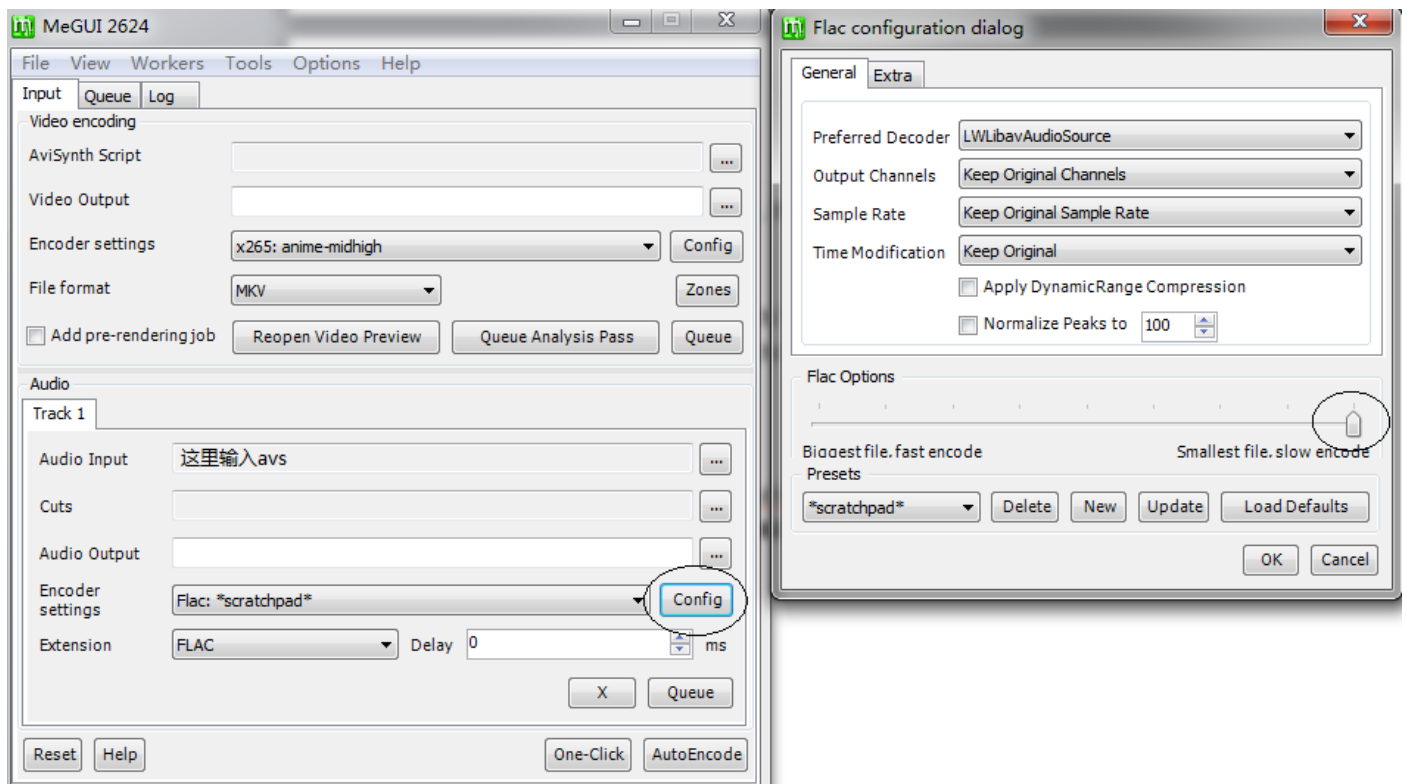 MeGUI 2624
File View Workers Tools Options Help
Input Queue Log
Video encoding
AviSynth Script ...
Video Output ...
Encoder settings x265: anime-midhigh Config
File format MKV Zones
Add pre-rendering job Reopen Video Preview Queue Analysis Pass Queue
Audio
Track 1
Audio Input 这里输入avs ...
Cuts ...
Audio Output ...
Encoder
settings Flac: *scratchpad* Config
Extension FLAC Delay 0 ms
X Queue
Reset Help One-Click AutoEncode
Flac configuration dialog
General Extra
Preferred Decoder LWLibavAudioSource
Output Channels Keep Original Channels
Sample Rate Keep Original Sample Rate
Time Modification Keep Original
Apply DynamicRange Compression
Normalize Peaks to 100
Flac Options
Biggest file, fast encode Smallest file, slow encode
Presets
*scratchpad* Delete New Update Load Defaults
OK Cancel